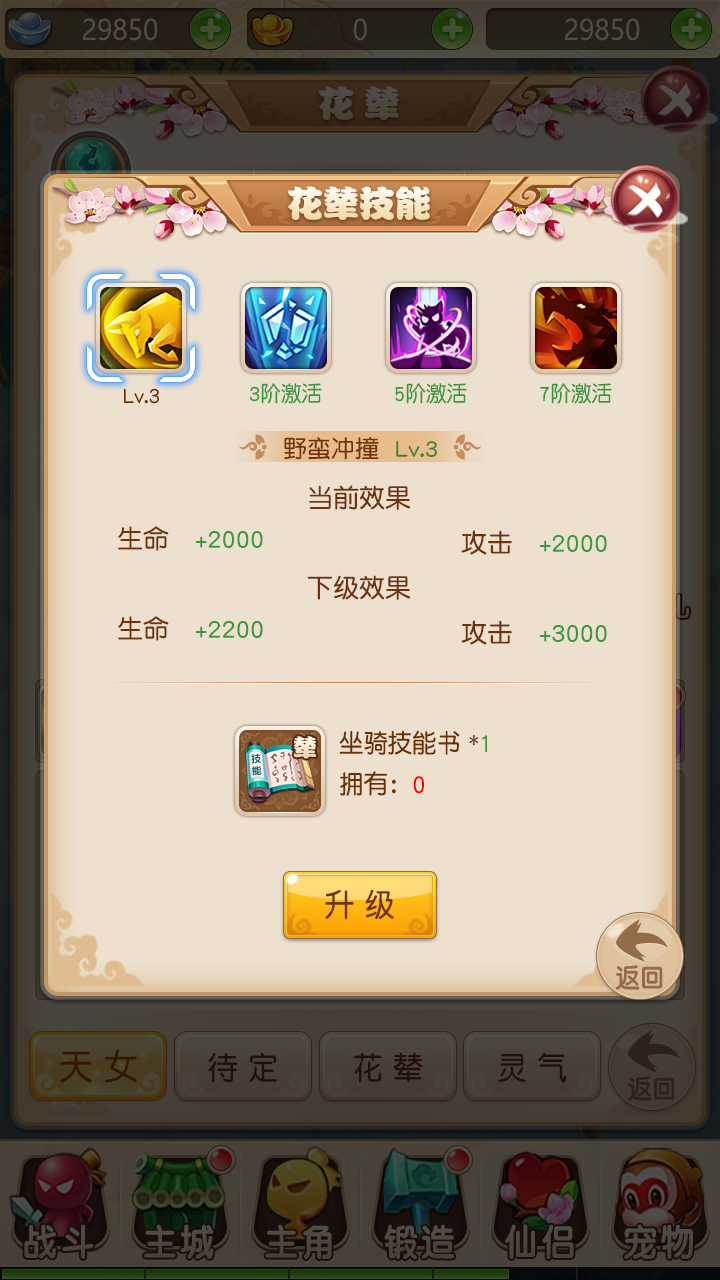 29850 0 29850
花辇
花辇技能
Lv.3 3阶激活 5阶激活 7阶激活
野蛮冲撞 Lv.3
当前效果
生命 +2000 攻击 +2000
下级效果
生命 +2200 攻击 +3000
辇
技能
坐骑技能书 *1
拥有：0
升级
返回
天女 待定 花辇 灵气 返回
战斗 主城 主角 锻造 仙侣 宠物